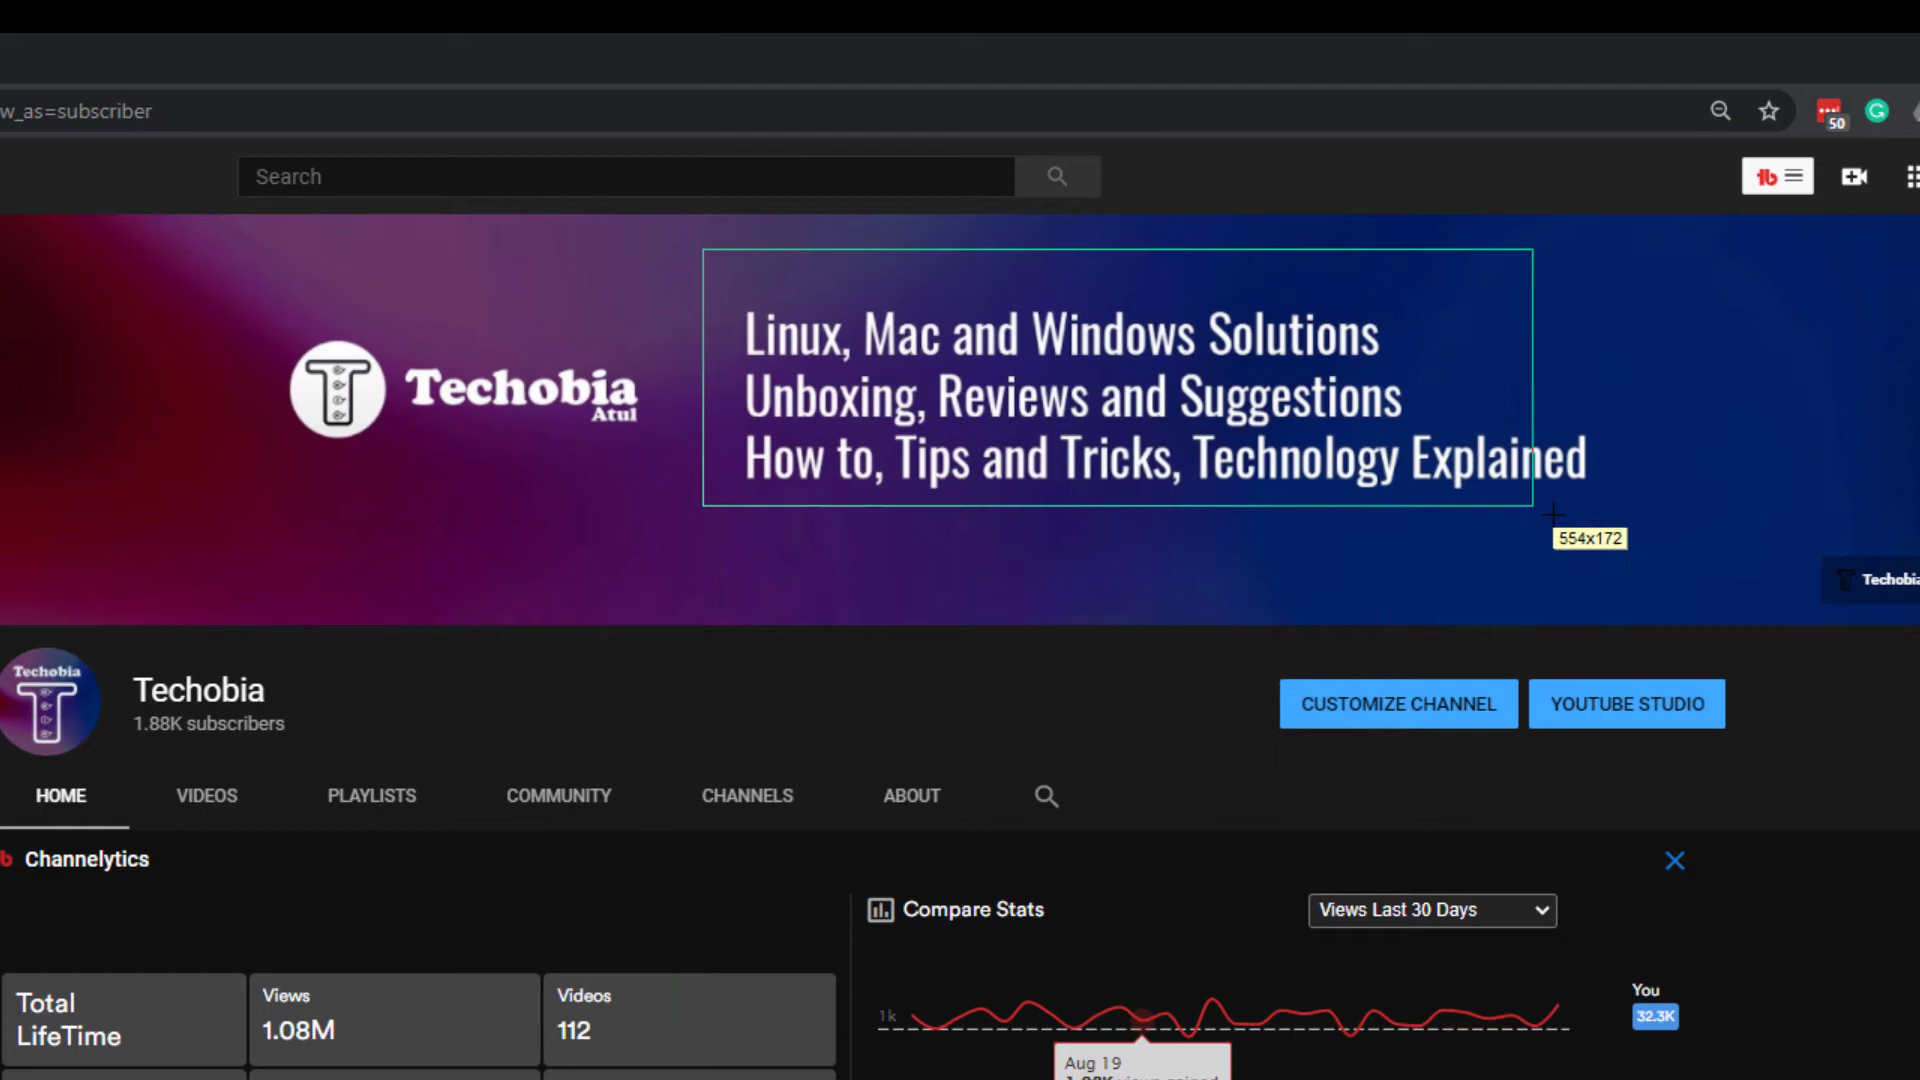 w_as=subscriber
50
Search
Linux, Mac and Windows Solutions
Techobia
Atul
Unboxing, Reviews and Suggestions
How to, Tips and Tricks, Technology Explained
554x172
Techobia
Techobia
Techobia
1.88K subscribers
CUSTOMIZE CHANNEL
YOUTUBE STUDIO
HOME VIDEOS PLAYLISTS COMMUNITY CHANNELS ABOUT
Channelytics
Compare Stats
Views Last 30 Days
Total LifeTime
Views
1.08M
Videos
112
1k
You
32.3K
Aug 19